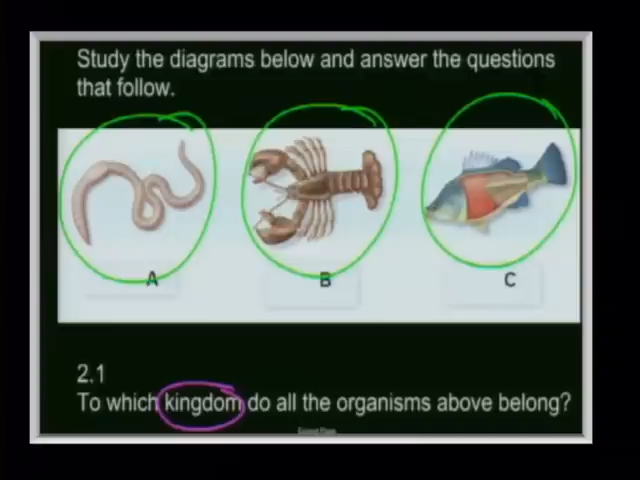 Study the diagrams below and answer the questions
that follow.
A B C
2.1
To which kingdom do all the organisms above belong?